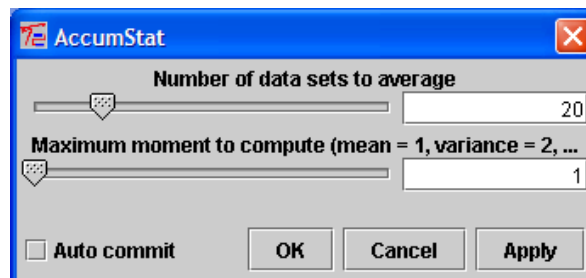 AccumStat
Number of data sets to average
20
Maximum moment to compute (mean = 1, variance = 2, ...
1
Auto commit OK Cancel Apply